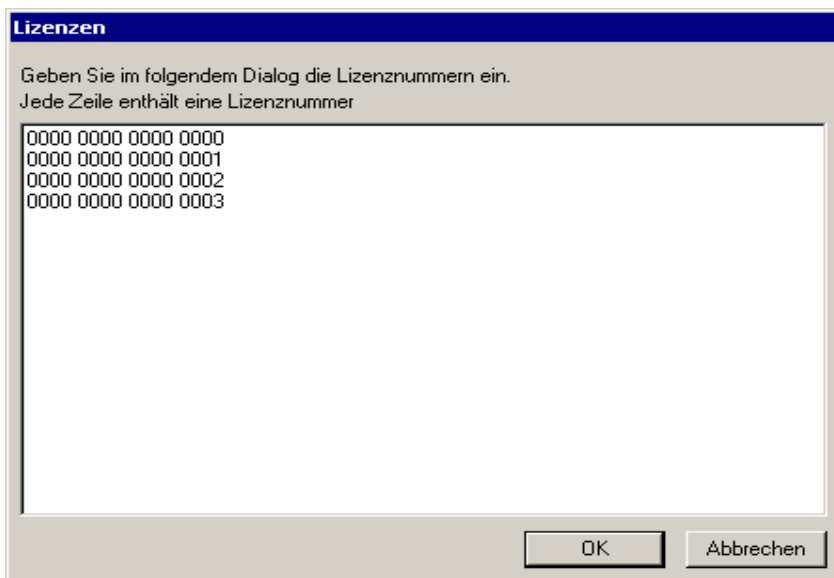 Lizenzen
Geben Sie im folgendem Dialog die Lizenznummern ein.
Jede Zeile enthält eine Lizenznummer
0000 0000 0000 0000
0000 0000 0000 0001
0000 0000 0000 0002
0000 0000 0000 0003
OK Abbrechen